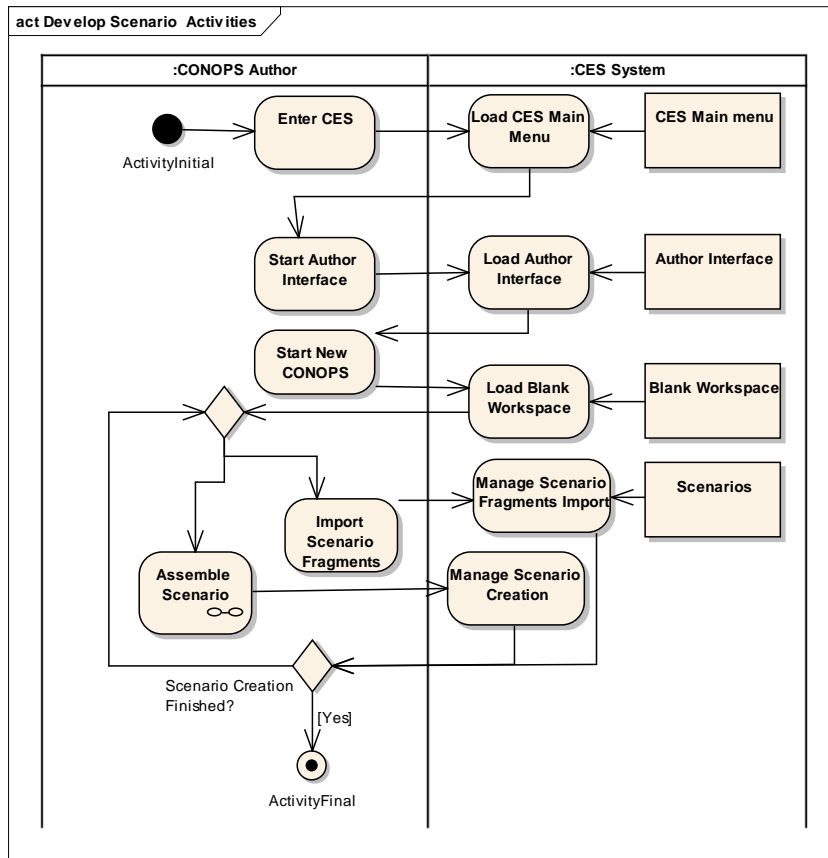 act Develop Scenario Activities
:CONOPS Author
:CES System
Enter CES
Load CES Main
Menu
CES Main menu
ActivityInitial
Start Author
Interface
Load Author
Interface
Author Interface
Start New
CONOPS
Load Blank
Workspace
Blank Workspace
Import
Scenario
Fragments
Manage Scenario
Fragments Import
Scenarios
Assemble
Scenario
Manage Scenario
Creation
Scenario Creation
Finished?
[Yes]
ActivityFinal